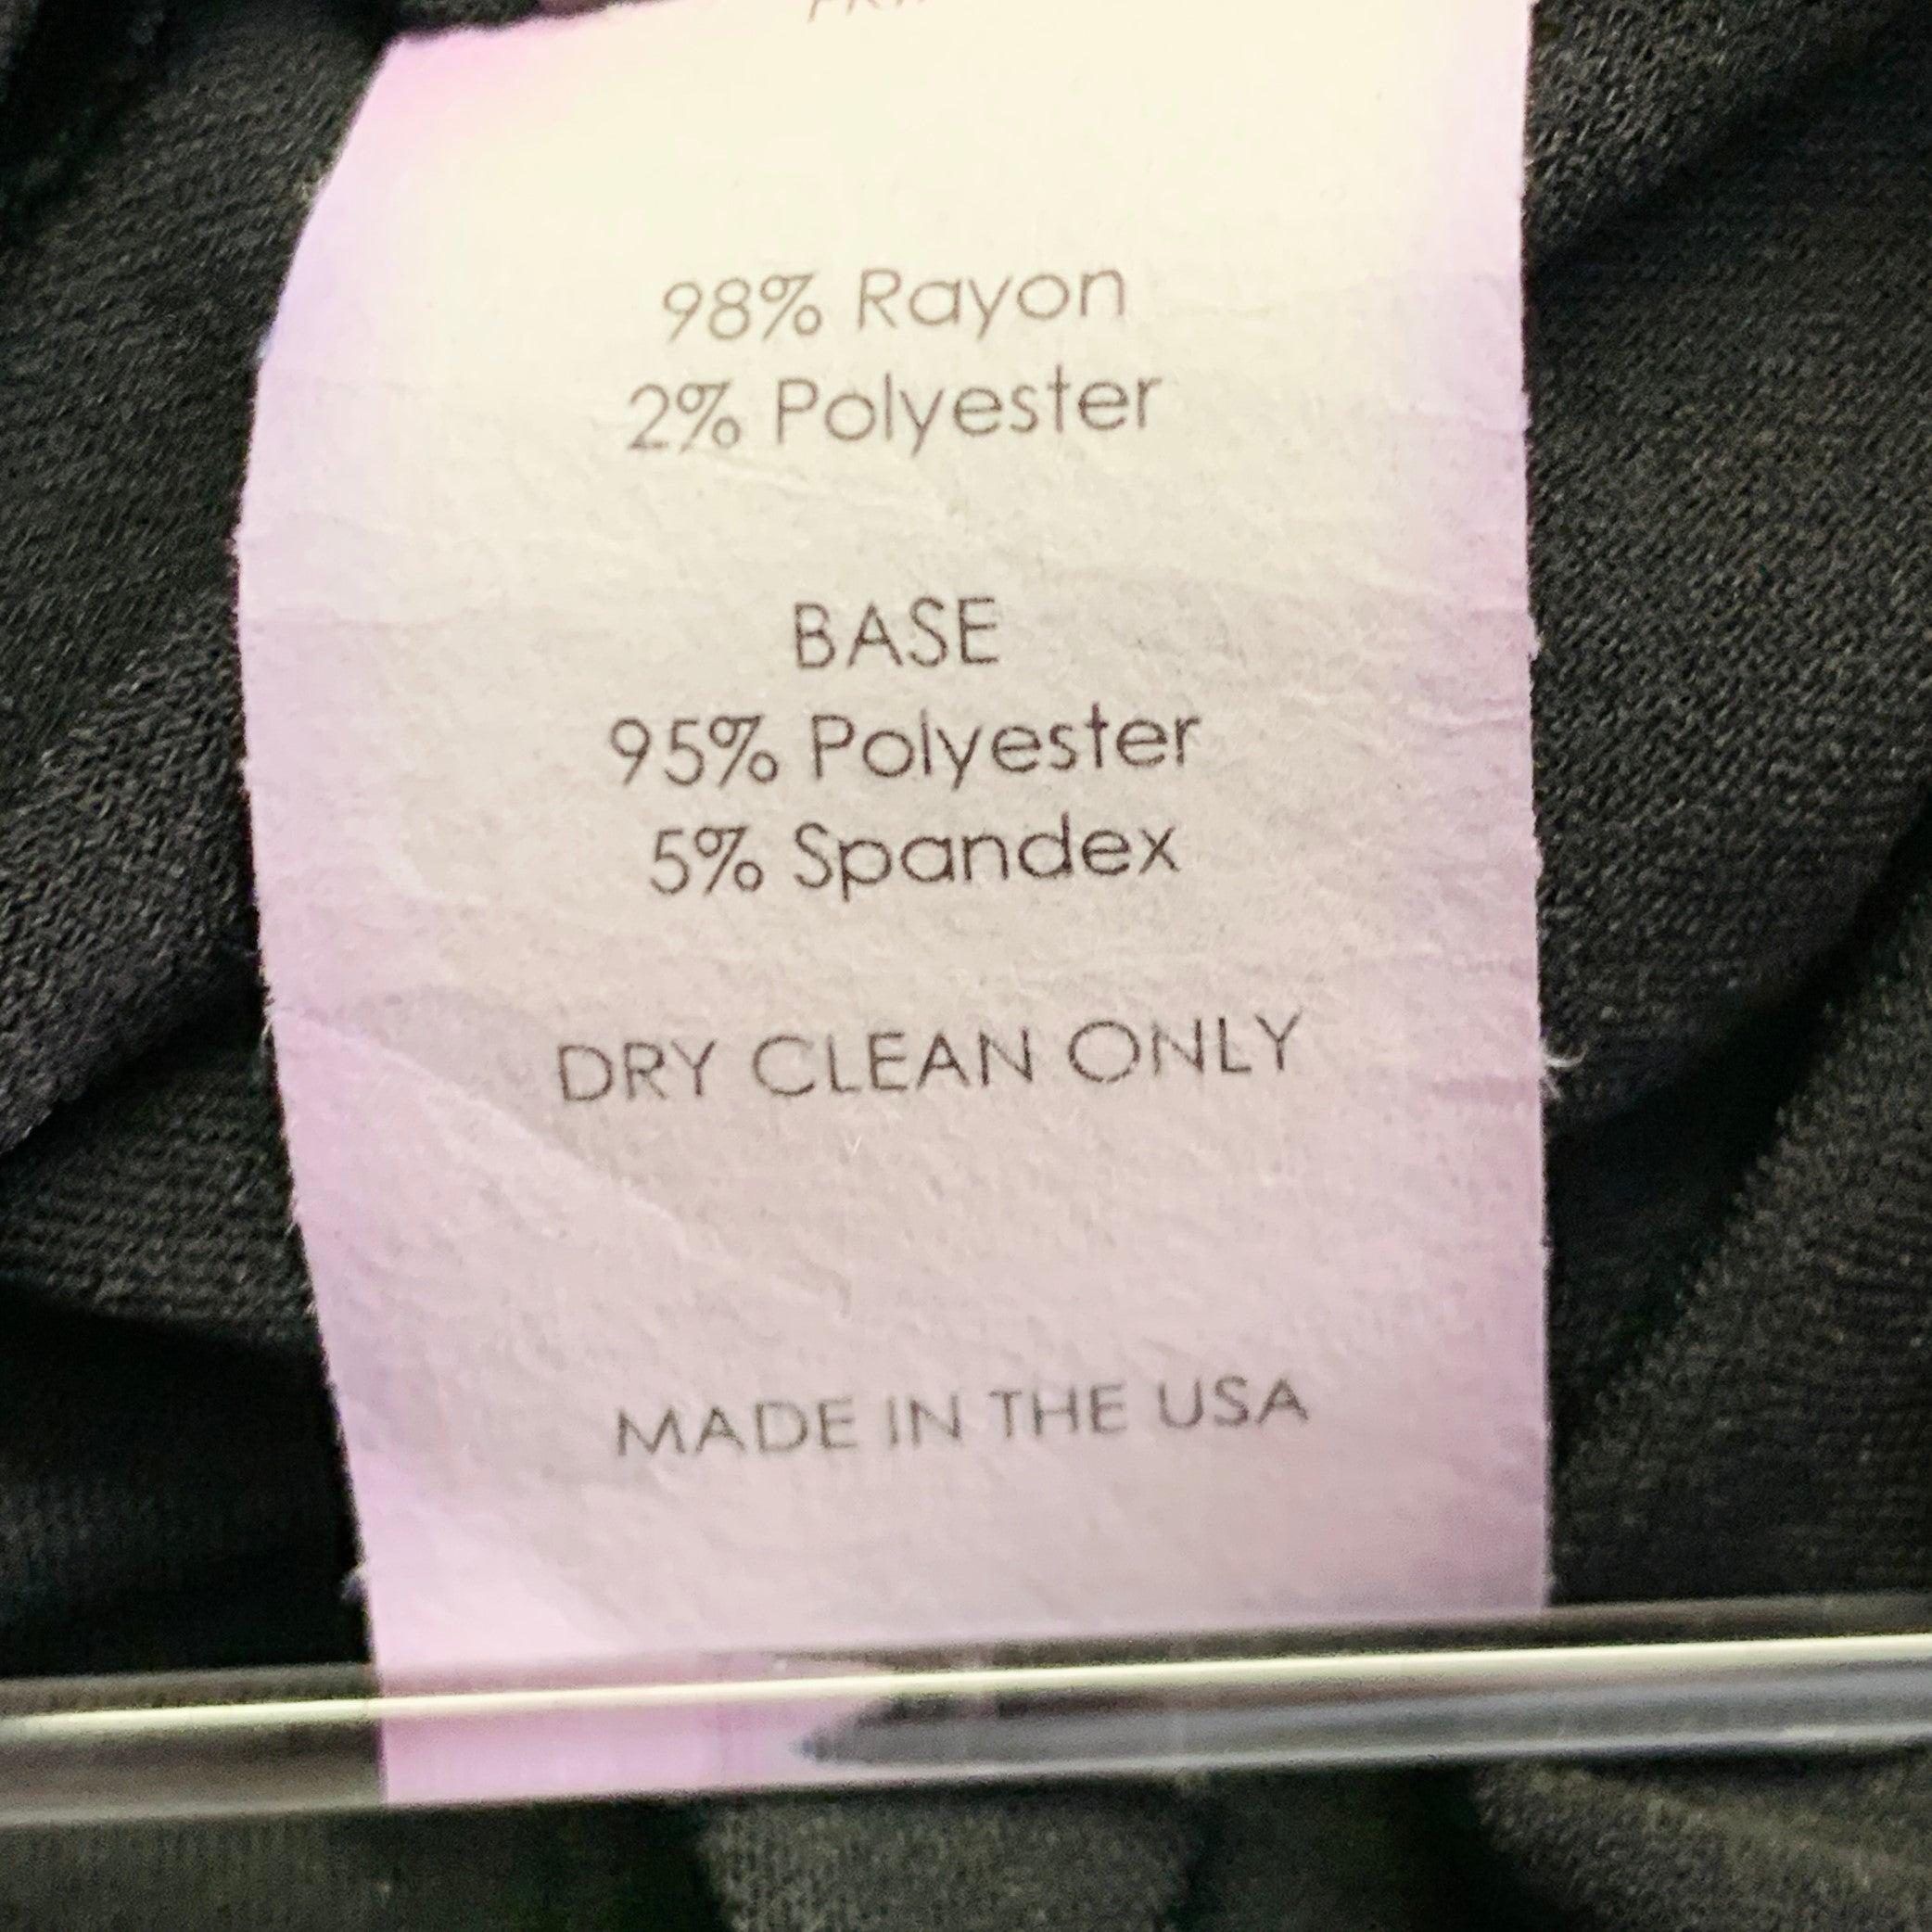 98% Rayon
2% Polyester
BASE
95% Polyester
5% Spandex
DRY CLEAN ONLY
MADE IN THE USA